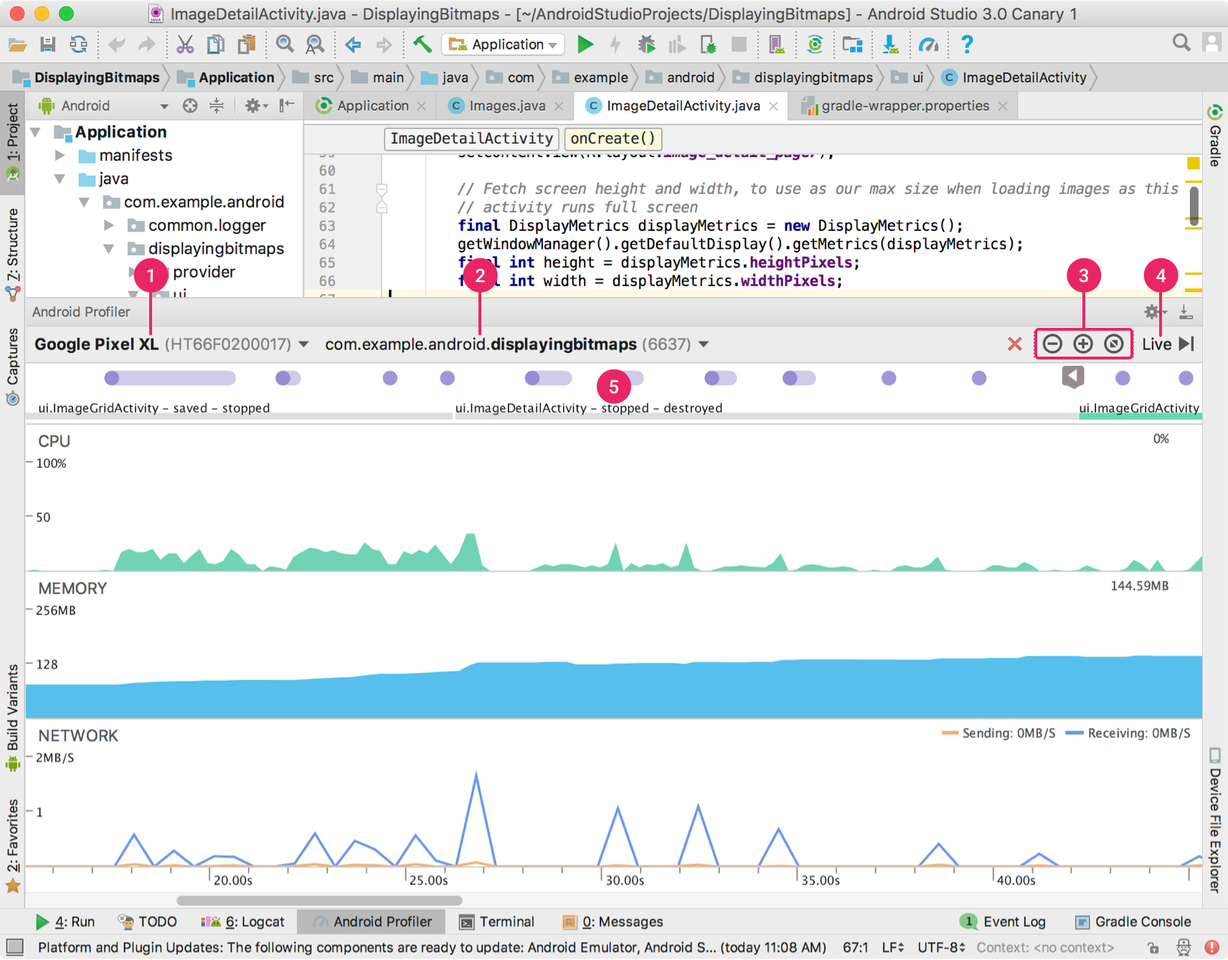 ImageDetailActivity.java - DisplayingBitmaps - [~/AndroidStudioProjects/DisplayingBitmaps] - Android Studio 3.0 Canary 1
Application
DisplayingBitmaps Application src main java com example android displayingbitmaps ui ImageDetailActivity
1: Project
Z: Structure
Captures
Build Variants
2: Favorites
Android
Application
manifests
java
com.example.android
common.logger
displayingbitmaps
provider
ui
Application Images.java ImageDetailActivity.java gradle-wrapper.properties
ImageDetailActivity onCreate()
59 setContentView(R.layout.image_detail_pager);
60
61 // Fetch screen height and width, to use as our max size when loading images as this
62 // activity runs full screen
63 final DisplayMetrics displayMetrics = new DisplayMetrics();
64 getWindowManager().getDefaultDisplay().getMetrics(displayMetrics);
65 final int height = displayMetrics.heightPixels;
66 final int width = displayMetrics.widthPixels;
67
Gradle
Device File Explorer
1
2
3
4
Android Profiler
Google Pixel XL (HT66F0200017) com.example.android.displayingbitmaps (6637) Live
5
ui.ImageGridActivity – saved – stopped ui.ImageDetailActivity – stopped – destroyed ui.ImageGridActivity
CPU 0%
100%
50
MEMORY 144.59MB
256MB
128
NETWORK Sending: 0MB/S Receiving: 0MB/S
2MB/S
1
20.00s 25.00s 30.00s 35.00s 40.00s
4: Run TODO 6: Logcat Android Profiler Terminal 0: Messages 1 Event Log Gradle Console
Platform and Plugin Updates: The following components are ready to update: Android Emulator, Android S... (today 11:08 AM) 67:1 LF UTF-8 Context: <no context>